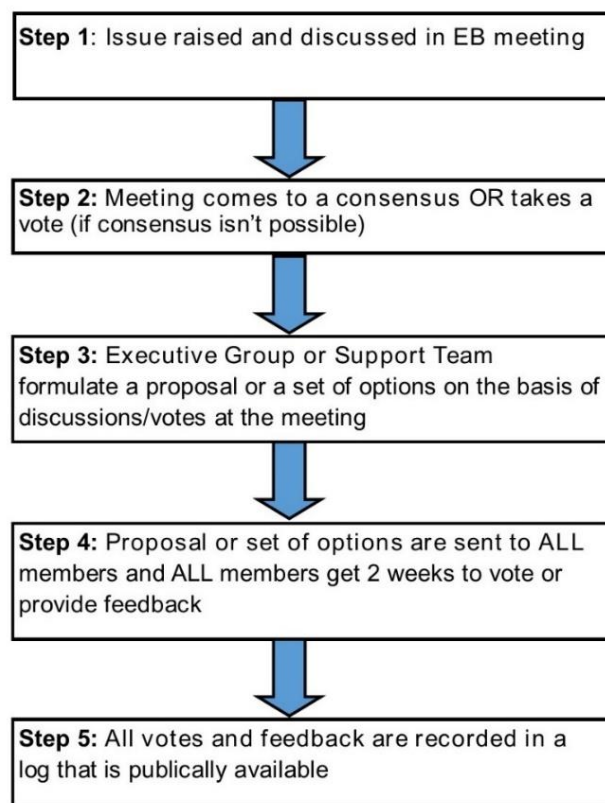 Step 1: Issue raised and discussed in EB meeting
Step 2: Meeting comes to a consensus OR takes a
vote (if consensus isn’t possible)
Step 3: Executive Group or Support Team
formulate a proposal or a set of options on the basis of
discussions/votes at the meeting
Step 4: Proposal or set of options are sent to ALL
members and ALL members get 2 weeks to vote or
provide feedback
Step 5: All votes and feedback are recorded in a
log that is publically available